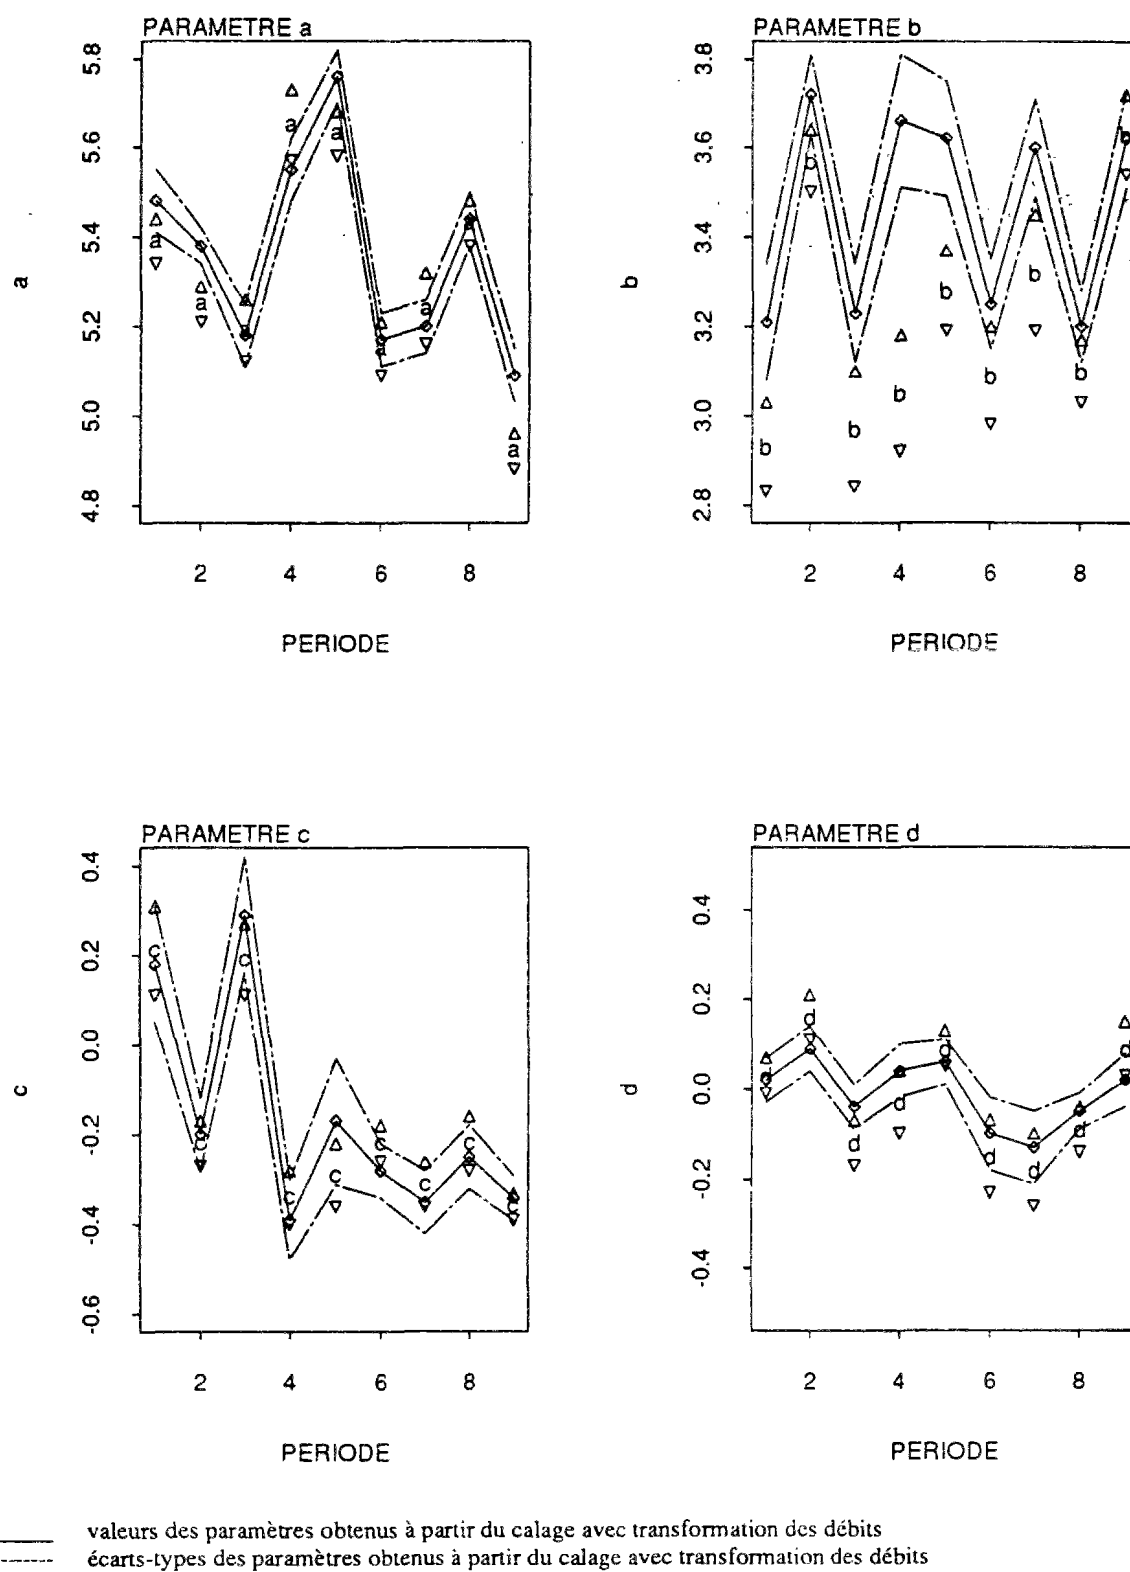 PARAMETRE a
5.8
5.6
5.4
5.2
5.0
4.8
a
a
a
a
a
a
a
a
2 4 6 8
PERIODE
PARAMETRE b
3.8
3.6
3.4
3.2
3.0
2.8
b
b
b
b
b
b
b
b
2 4 6 8
PERIODE
PARAMETRE c
0.4
0.2
0.0
-0.2
-0.4
-0.6
c
c
c
c
c
c
c
c
c
c
2 4 6 8
PERIODE
PARAMETRE d
0.4
0.2
0.0
-0.2
-0.4
d
d
d
d
d
d
d
d
d
d
2 4 6 8
PERIODE
valeurs des paramètres obtenus à partir du calage avec transformation des débits
écarts-types des paramètres obtenus à partir du calage avec transformation des débits